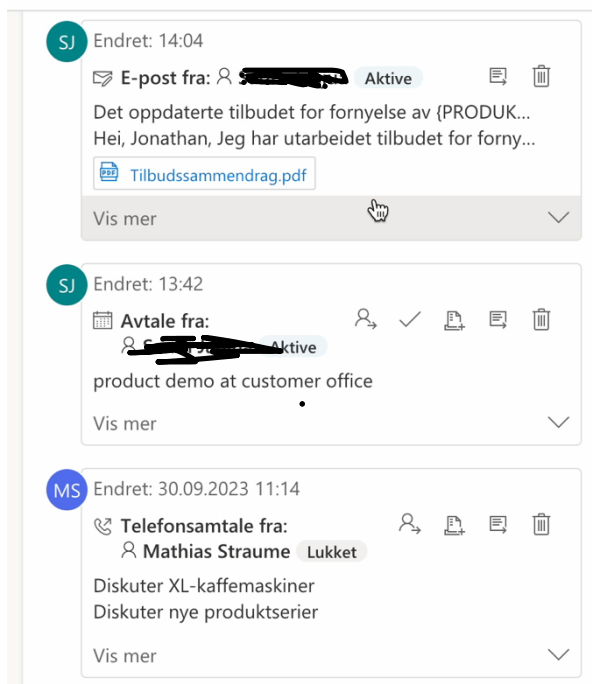 SJ Endret: 14:04
E-post fra: Aktive
Det oppdaterte tilbudet for fornyelse av {PRODUK...
Hei, Jonathan, Jeg har utarbeidet tilbudet for forny...
PDF Tilbudssammendrag.pdf
Vis mer
SJ Endret: 13:42
Avtale fra:
Aktive
product demo at customer office
Vis mer
MS Endret: 30.09.2023 11:14
Telefonsamtale fra:
Mathias Straume Lukket
Diskuter XL-kaffemaskiner
Diskuter nye produktserier
Vis mer